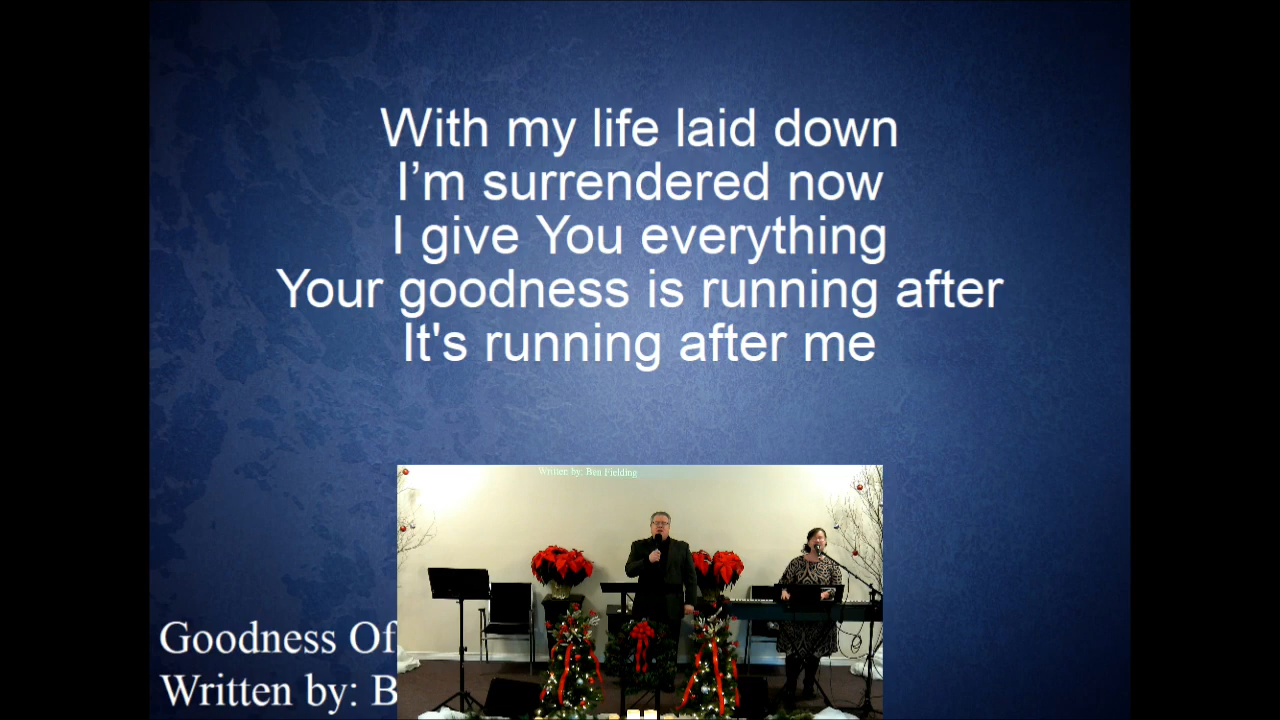 With my life laid down
I’m surrendered now
I give You everything
Your goodness is running after
It's running after me
Written by: Ben Fielding
Goodness Of
Written by: B